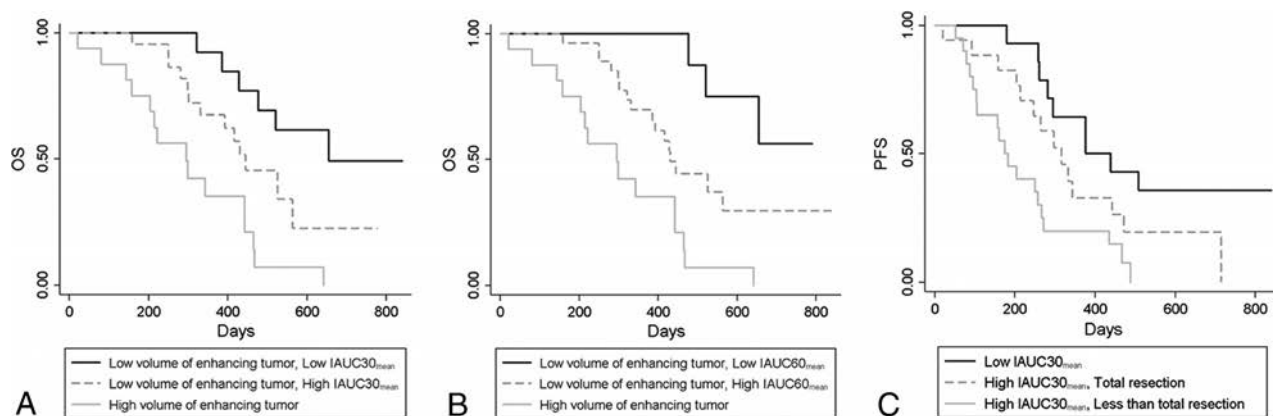 1.00
0.50
0.00
OS
0 200 400 600 800
Days
Low volume of enhancing tumor, Low IAUC30mean
Low volume of enhancing tumor, High IAUC30mean
High volume of enhancing tumor
A
1.00
0.50
0.00
OS
0 200 400 600 800
Days
Low volume of enhancing tumor, Low IAUC60mean
Low volume of enhancing tumor, High IAUC60mean
High volume of enhancing tumor
B
1.00
0.50
0.00
PFS
0 200 400 600 800
Days
Low IAUC30mean
High IAUC30mean, Total resection
High IAUC30mean, Less than total resection
C